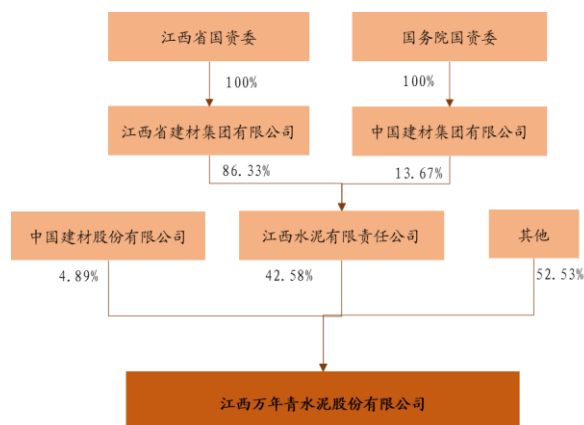 江西省国资委
国务院国资委
100%
100%
江西省建材集团有限公司
中国建材集团有限公司
86.33%
13.67%
中国建材股份有限公司
江西水泥有限责任公司
其他
4.89%
42.58%
52.53%
江西万年青水泥股份有限公司